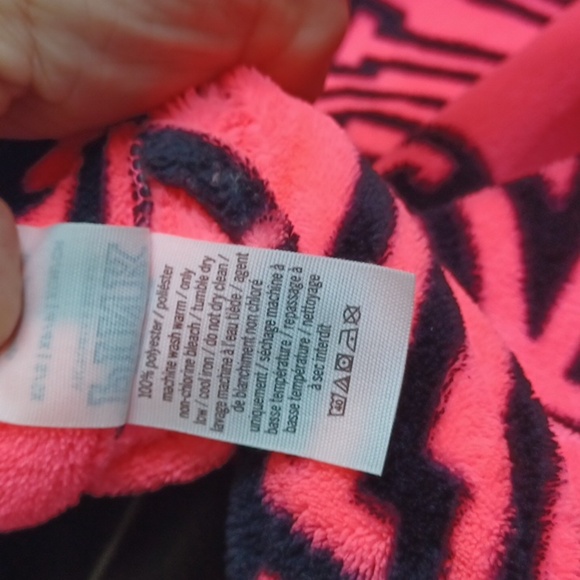 100% polyester / polyester
machine wash warm / only
non-chlorine bleach / tumble dry
low / cool iron / do not dry clean /
lavage machine à l'eau tiède / agent
de blanchiment non chloré
uniquement / séchage machine à
basse température / repassage à
basse température / nettoyage
à sec interdit
40